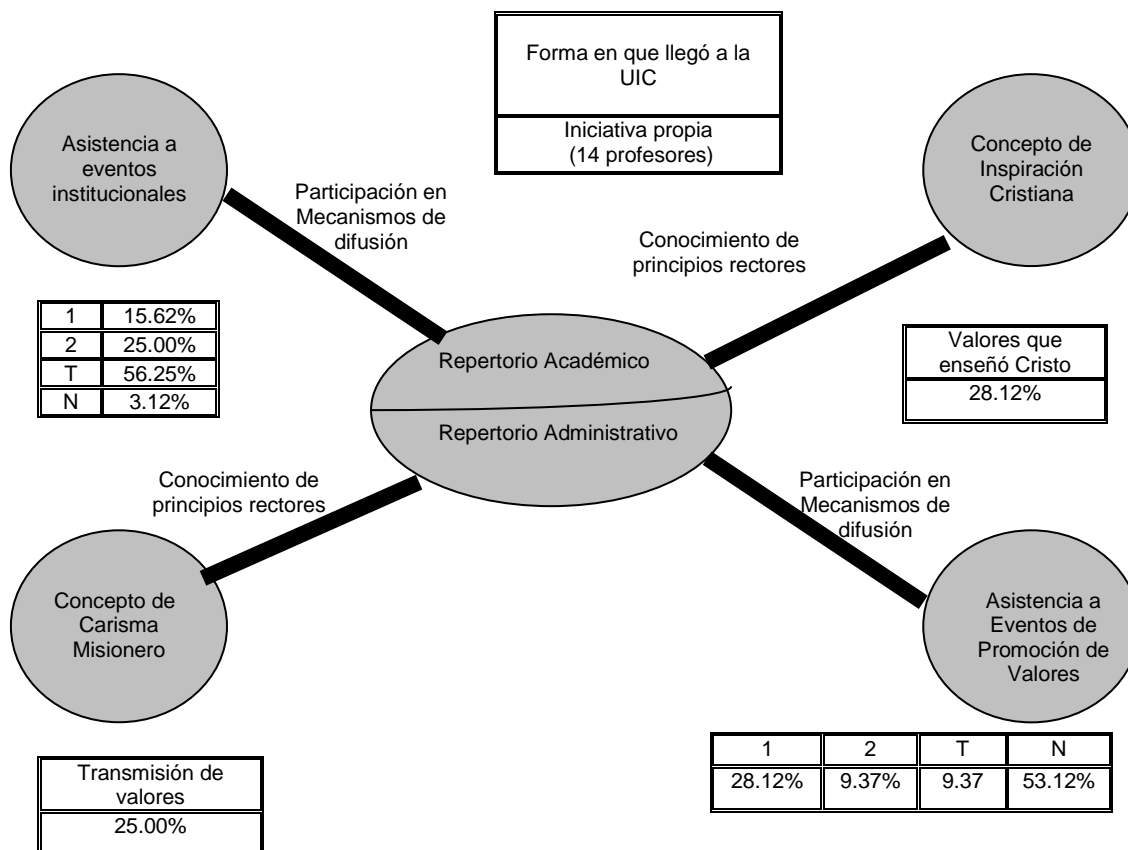 Forma en que llegó a la
UIC
Iniciativa propia
(14 profesores)
Asistencia a
eventos
institucionales
Concepto de
Inspiración
Cristiana
Participación en
Mecanismos de
difusión
Conocimiento de
principios rectores
1 15.62%
2 25.00%
T 56.25%
N 3.12%
Valores que
enseñó Cristo
28.12%
Repertorio Académico
Repertorio Administrativo
Conocimiento de
principios rectores
Participación en
Mecanismos de
difusión
Concepto de
Carisma
Misionero
Asistencia a
Eventos de
Promoción de
Valores
Transmisión de
valores
25.00%
1 2 T N
28.12% 9.37% 9.37 53.12%